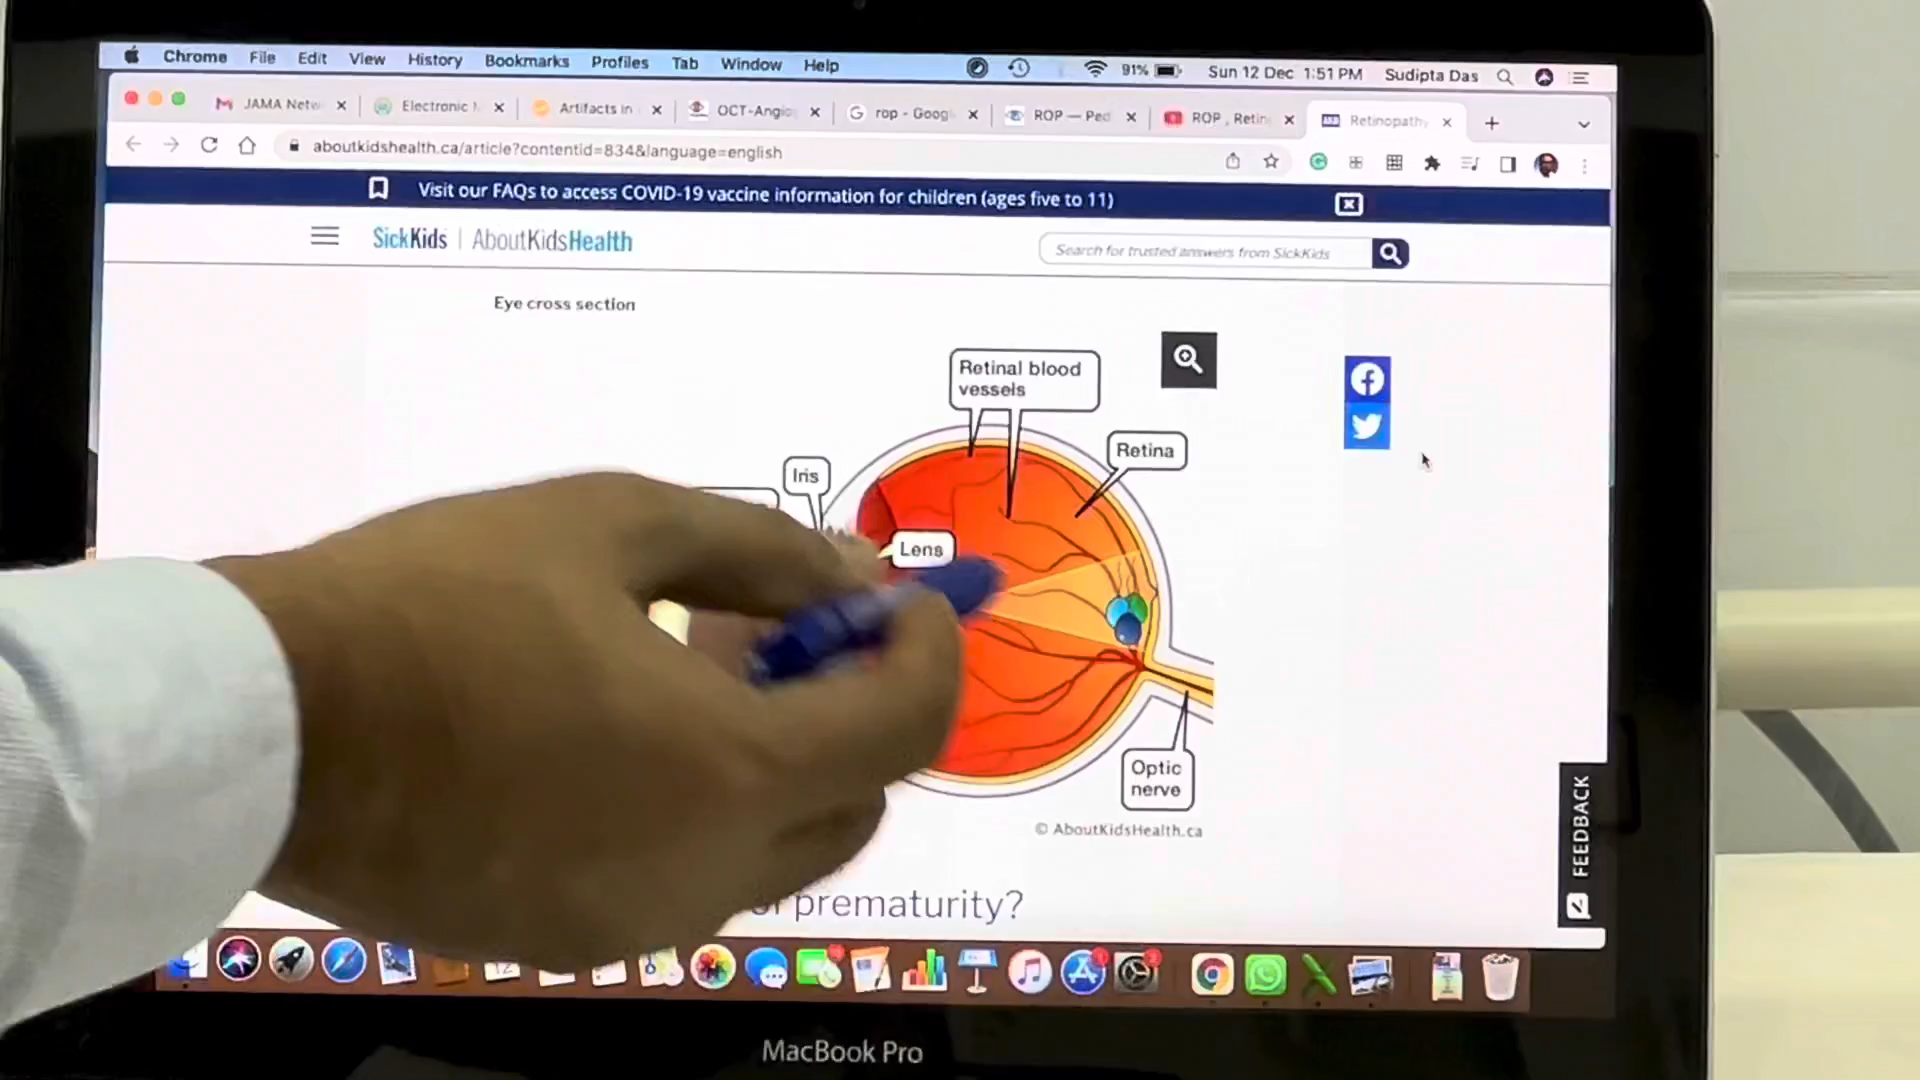 Chrome File Edit View History Bookmarks Profiles Tab Window Help 91% Sun 12 Dec 1:51 PM Sudipta Das
JAMA Netw Electronic Artifacts in OCT-Angio rop - Googl ROP — Ped ROP , Retin Retinopathy
aboutkidshealth.ca/article?contentid=834&language=english
Visit our FAQs to access COVID-19 vaccine information for children (ages five to 11)
SickKids | AboutKidsHealth
Search for trusted answers from SickKids
Eye cross section
Retinal blood
vessels
Retina
Iris
Lens
Optic
nerve
© AboutKidsHealth.ca
FEEDBACK
of prematurity?
MacBook Pro